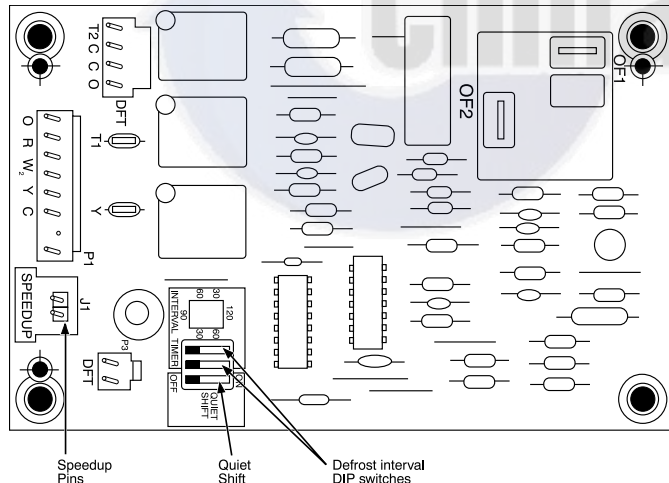 T2 C C O
DFT
OF2
OF1
T1
O R W₂ Y C
Y
P1
SPEEDUP
J1
P3
DFT
INTERVAL TIMER
60 30
90 120
30 60
OFF
ON
QUIET
SHIFT
Speedup
Pins
Quiet
Shift
Defrost interval
DIP switches